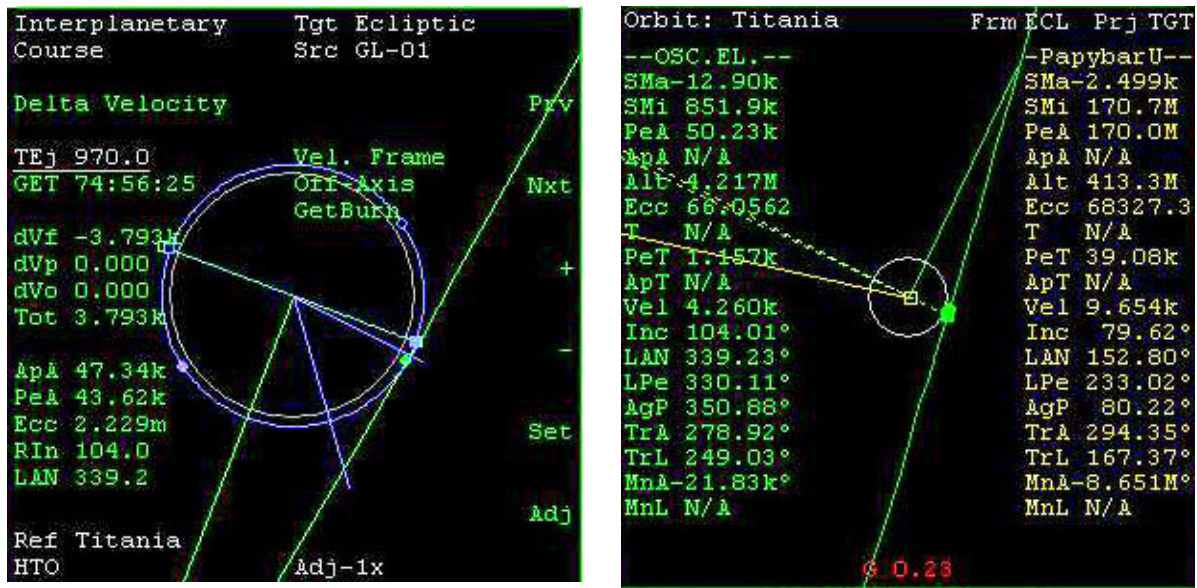 Interplanetary Tgt Ecliptic
Course Src GL-01
Delta Velocity Prv
TEj 970.0 Vel. Frame
GET 74:56:25 Off-Axis Nxt
GetBurn
dVf -3.793k
dVp 0.000
dVo 0.000 +
Tot 3.793k
-
ApA 47.34k
PeA 43.62k
Ecc 2.229m
RIn 104.0 Set
LAN 339.2
Adj
Ref Titania
HTO Adj-1x
Orbit: Titania Frm ECL Prj TGT
--OSC.EL.-- -PapybarU--
SMa-12.90k SMa-2.499k
SMi 851.9k SMi 170.7M
PeA 50.23k PeA 170.0M
ApA N/A ApA N/A
Alt 4.217M Alt 413.3M
Ecc 66.0562 Ecc 68327.3
T N/A T N/A
PeT 1.157k PeT 39.08k
ApT N/A ApT N/A
Vel 4.260k Vel 9.654k
Inc 104.01° Inc 79.62°
LAN 339.23° LAN 152.80°
LPe 330.11° LPe 233.02°
AgP 350.88° AgP 80.22°
TrA 278.92° TrA 294.35°
TrL 249.03° TrL 167.37°
MnA-21.83k° MnA-8.651M°
MnL N/A MnL N/A
G 0.23